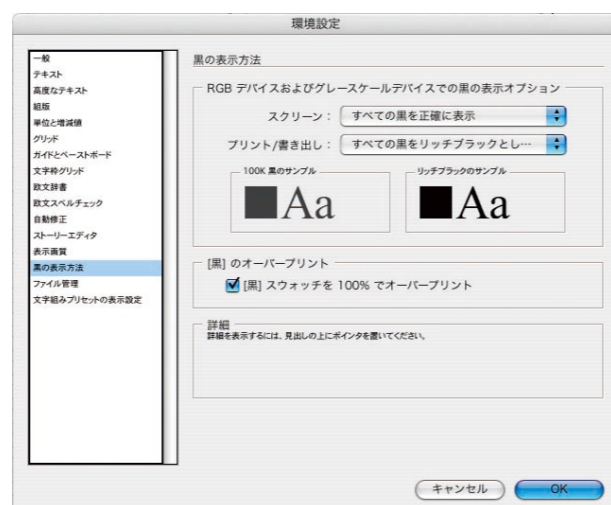 環境設定
一般
テキスト
高度なテキスト
組版
単位と増減値
グリッド
ガイドとペーストボード
文字枠グリッド
欧文辞書
欧文スペルチェック
自動修正
ストーリーエディタ
表示画質
黒の表示方法
ファイル管理
文字組みプリセットの表示設定
黒の表示方法
RGB デバイスおよびグレースケールデバイスでの黒の表示オプション
スクリーン： すべての黒を正確に表示
プリント/書き出し： すべての黒をリッチブラックとし…
100K 黒のサンプル
Aa
リッチブラックのサンプル
Aa
[黒] のオーバープリント
[黒] スウォッチを 100% でオーバープリント
詳細
詳細を表示するには、見出しの上にポインタを置いてください。
キャンセル
OK